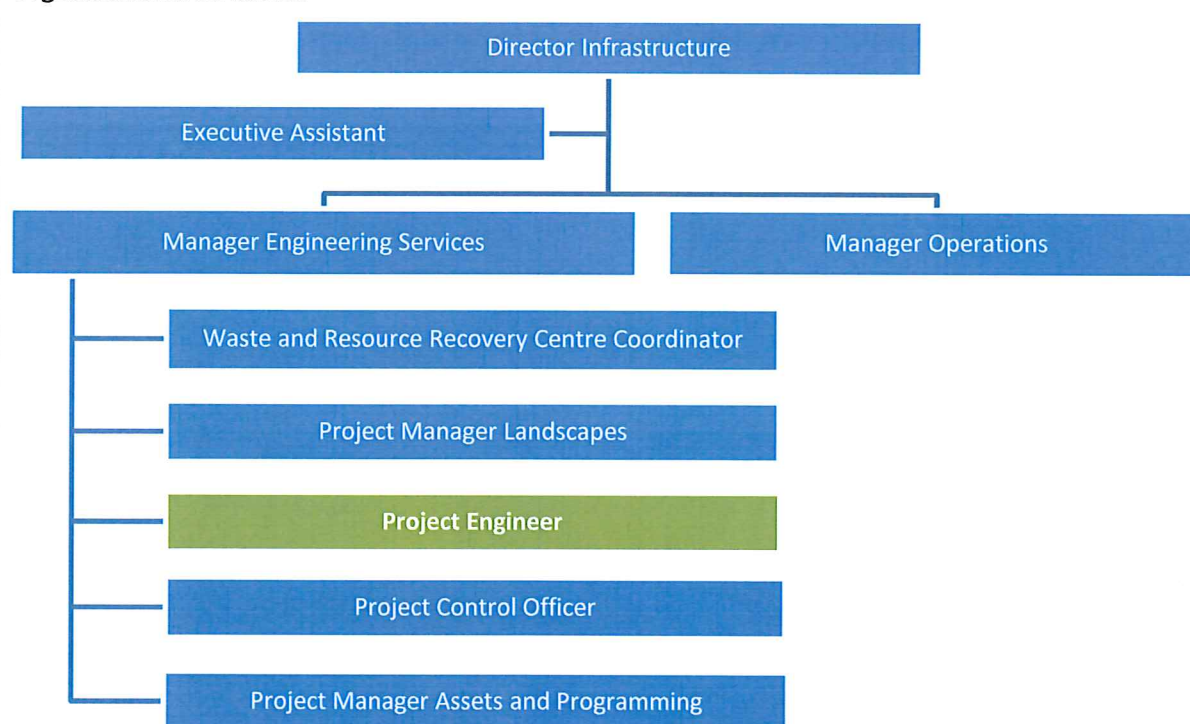 Director Infrastructure
Executive Assistant
Manager Engineering Services
Manager Operations
Waste and Resource Recovery Centre Coordinator
Project Manager Landscapes
Project Engineer
Project Control Officer
Project Manager Assets and Programming